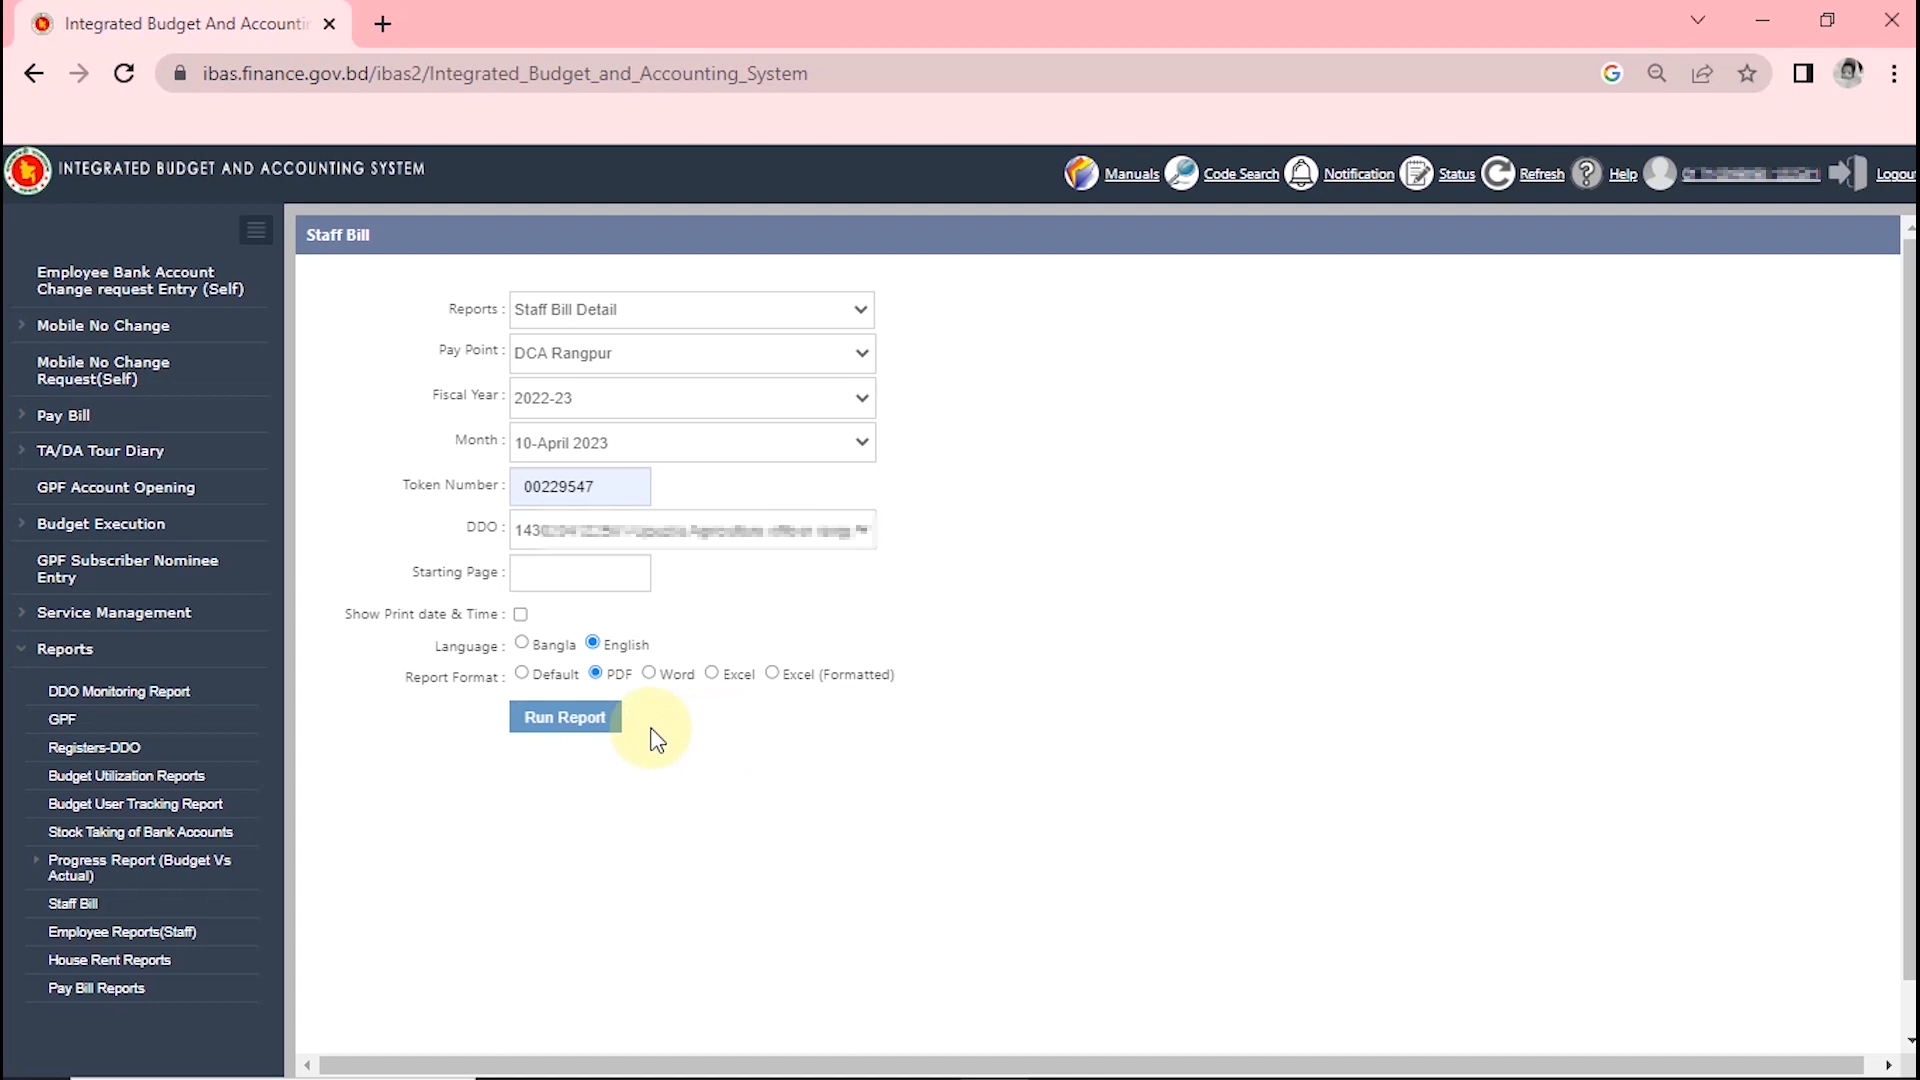 Integrated Budget And Accounti
ibas.finance.gov.bd/ibas2/Integrated_Budget_and_Accounting_System
INTEGRATED BUDGET AND ACCOUNTING SYSTEM
Manuals Code Search Notification Status Refresh Help Logout
Employee Bank Account
Change request Entry (Self)
Mobile No Change
Mobile No Change
Request(Self)
Pay Bill
TA/DA Tour Diary
GPF Account Opening
Budget Execution
GPF Subscriber Nominee
Entry
Service Management
Reports
DDO Monitoring Report
GPF
Registers-DDO
Budget Utilization Reports
Budget User Tracking Report
Stock Taking of Bank Accounts
Progress Report (Budget Vs
Actual)
Staff Bill
Employee Reports(Staff)
House Rent Reports
Pay Bill Reports
Staff Bill
Reports : Staff Bill Detail
Pay Point : DCA Rangpur
Fiscal Year : 2022-23
Month : 10-April 2023
Token Number : 00229547
DDO : 143
Starting Page :
Show Print date & Time :
Language : Bangla English
Report Format : Default PDF Word Excel Excel (Formatted)
Run Report